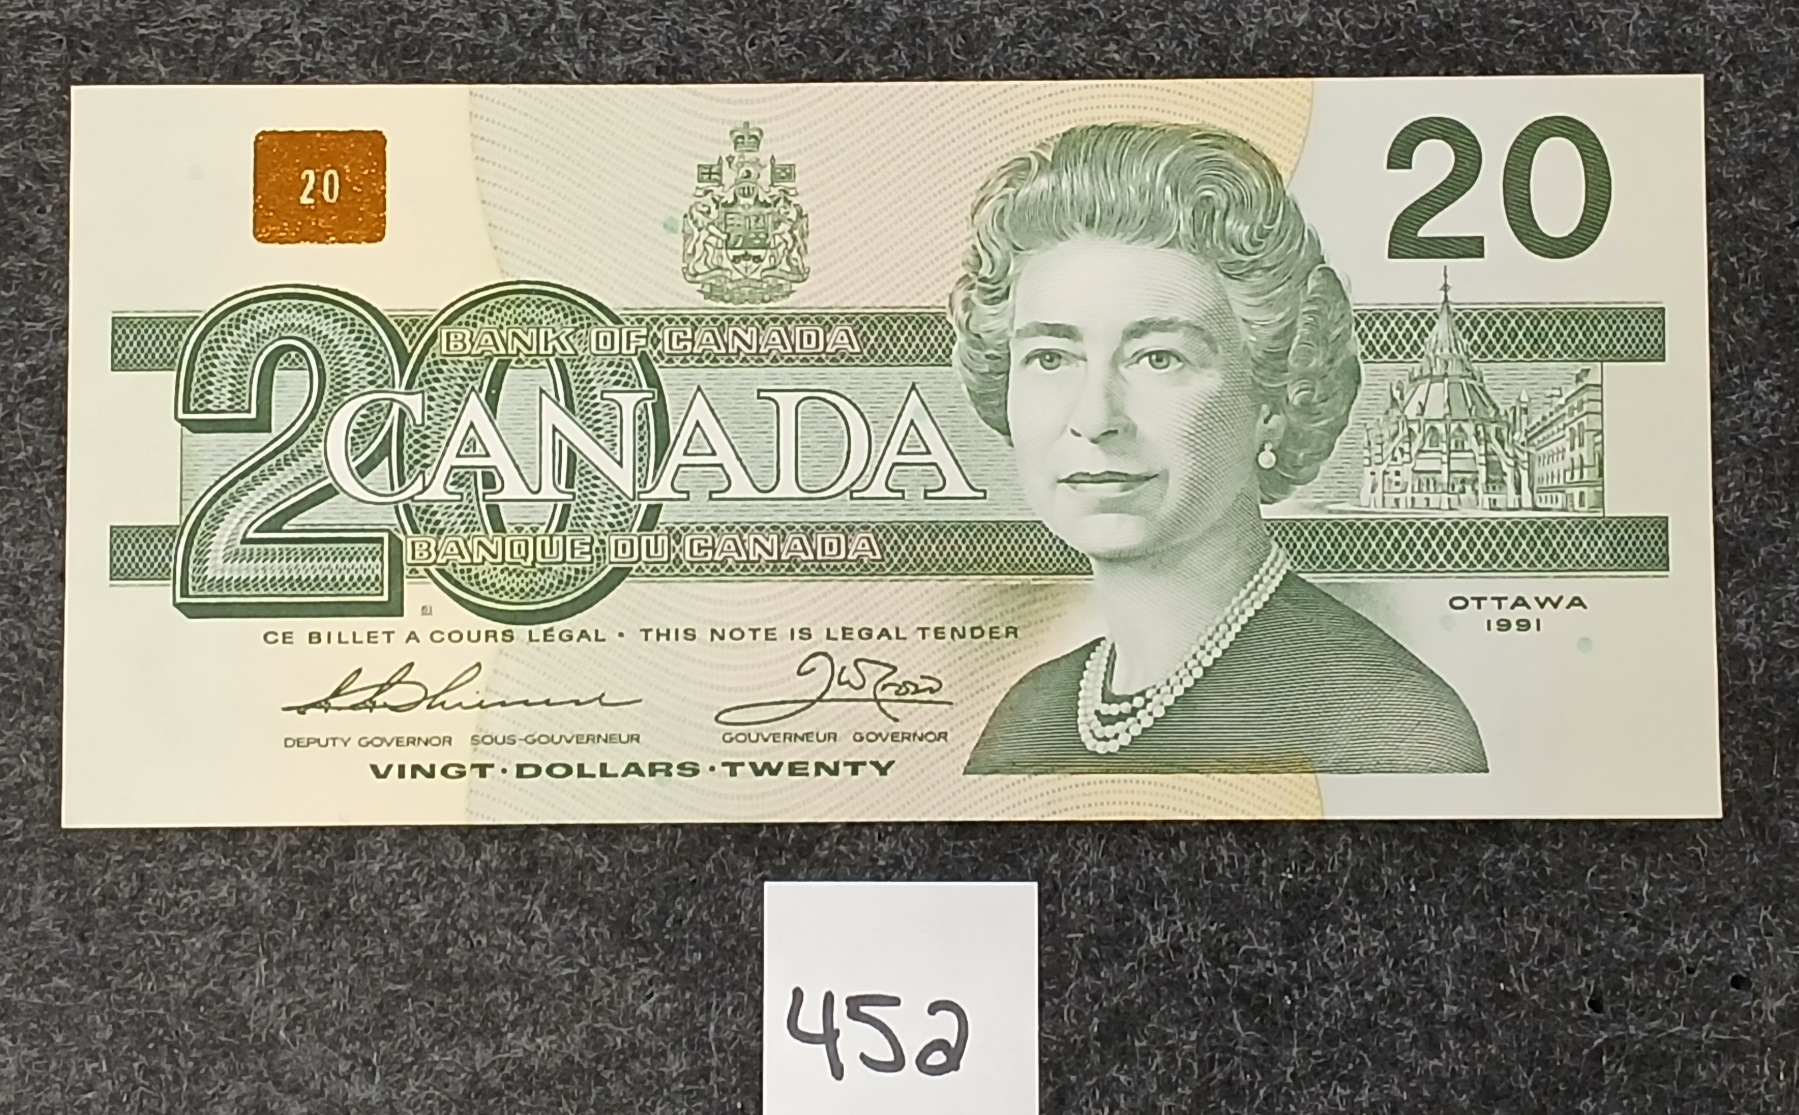 20
20
20
BANK OF CANADA
CANADA
BANQUE DU CANADA
OTTAWA
1991
CE BILLET A COURS LÉGAL • THIS NOTE IS LEGAL TENDER
DEPUTY GOVERNOR SOUS-GOUVERNEUR GOUVERNEUR GOVERNOR
VINGT • DOLLARS • TWENTY
452